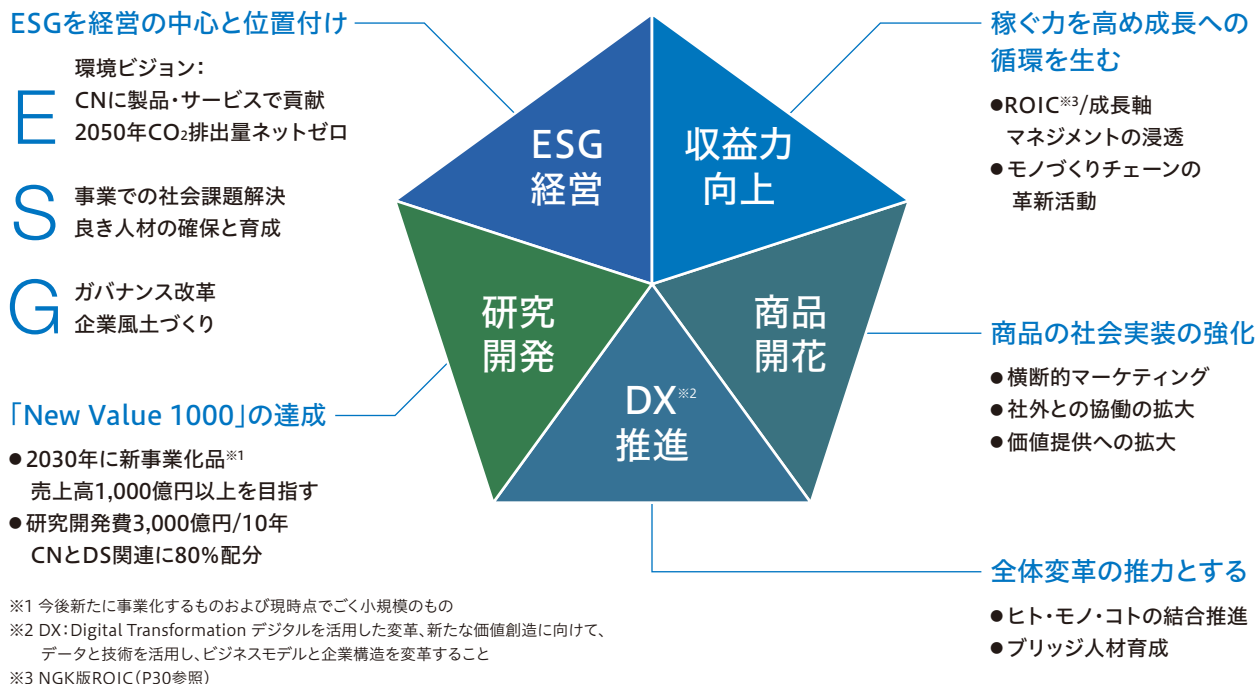 ESGを経営の中心と位置付け
E
環境ビジョン：
CNに製品・サービスで貢献
2050年CO₂排出量ネットゼロ
S
事業での社会課題解決
良き人材の確保と育成
G
ガバナンス改革
企業風土づくり
「New Value 1000」の達成
●2030年に新事業化品※1
売上高1,000億円以上を目指す
●研究開発費3,000億円/10年
CNとDS関連に80%配分
ESG
経営
収益力
向上
研究
開発
商品
開花
DX※2
推進
稼ぐ力を高め成長への
循環を生む
●ROIC※3/成長軸
マネジメントの浸透
●モノづくりチェーンの
革新活動
商品の社会実装の強化
●横断的マーケティング
●社外との協働の拡大
●価値提供への拡大
全体変革の推力とする
●ヒト・モノ・コトの結合推進
●ブリッジ人材育成
※1 今後新たに事業化するものおよび現時点でごく小規模のもの
※2 DX：Digital Transformation デジタルを活用した変革、新たな価値創造に向けて、
データと技術を活用し、ビジネスモデルと企業構造を変革すること
※3 NGK版ROIC（P30参照）